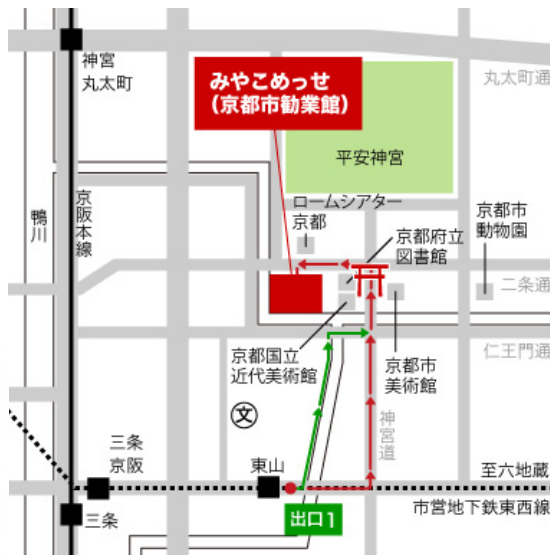 神宮
丸太町
みやこめっせ
(京都市勧業館)
丸太町通
平安神宮
鴨川
京阪本線
ロームシアター
京都
京都府立
図書館
京都市
動物園
二条通
京都国立
近代美術館
京都市
美術館
仁王門通
文
神宮道
三条
京阪
東山
至六地蔵
三条
出口1
市営地下鉄東西線